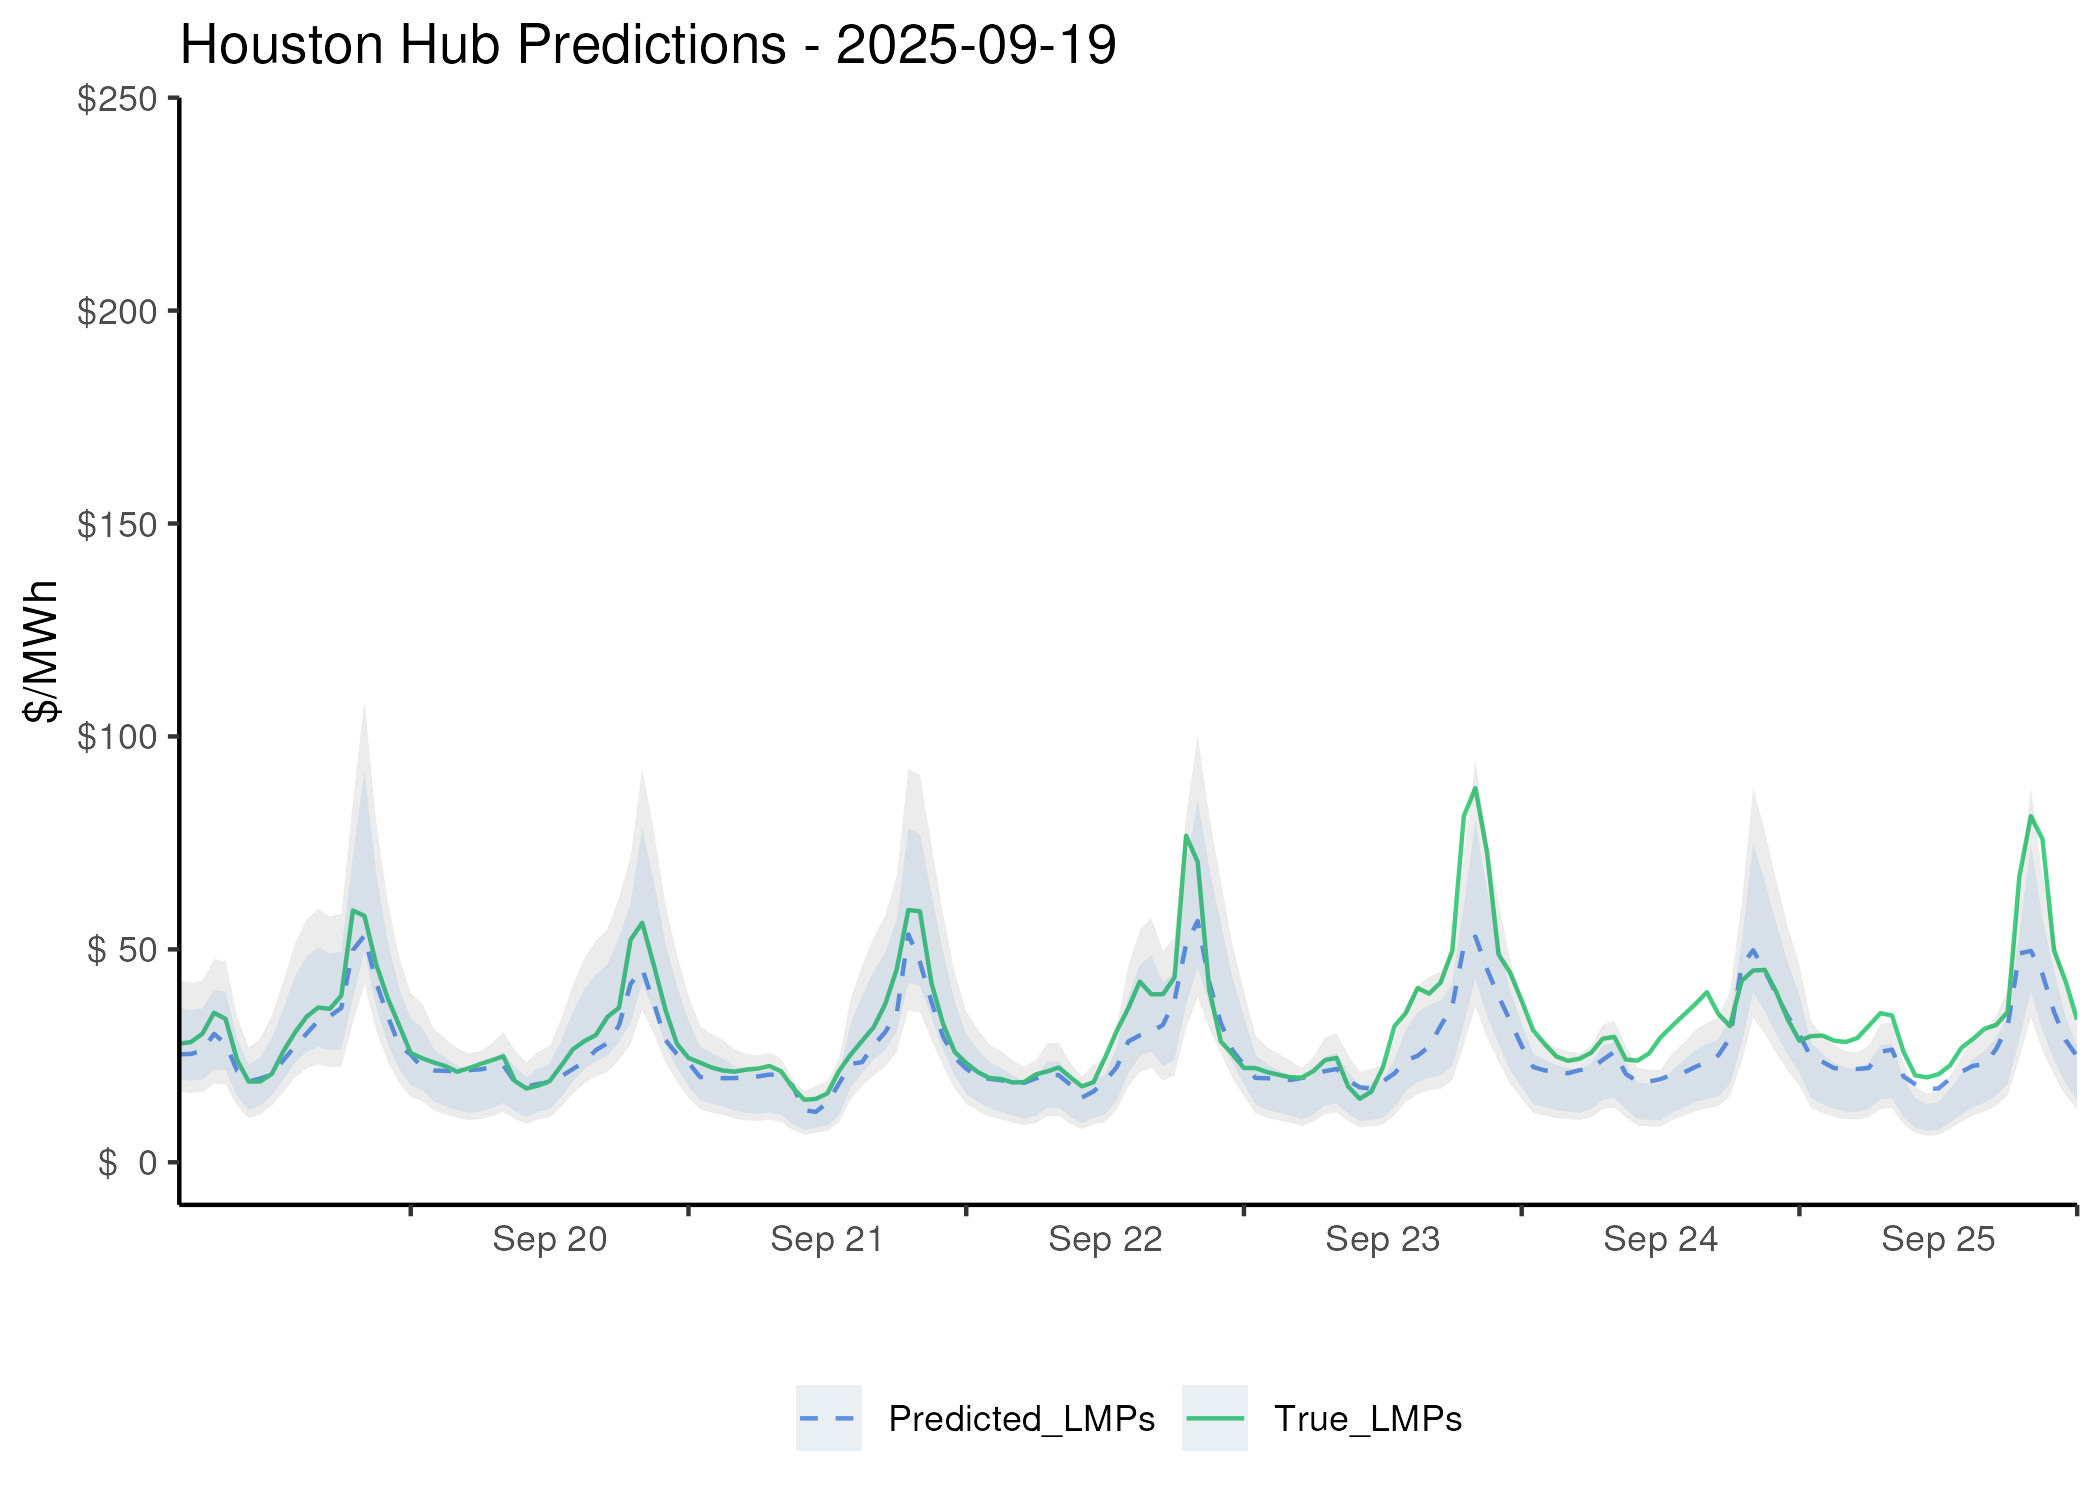 Houston Hub Predictions - 2025-09-19
$250
$200
$150
$100
$ 50
$  0
$/MWh
Sep 20 Sep 21 Sep 22 Sep 23 Sep 24 Sep 25
Predicted_LMPs True_LMPs